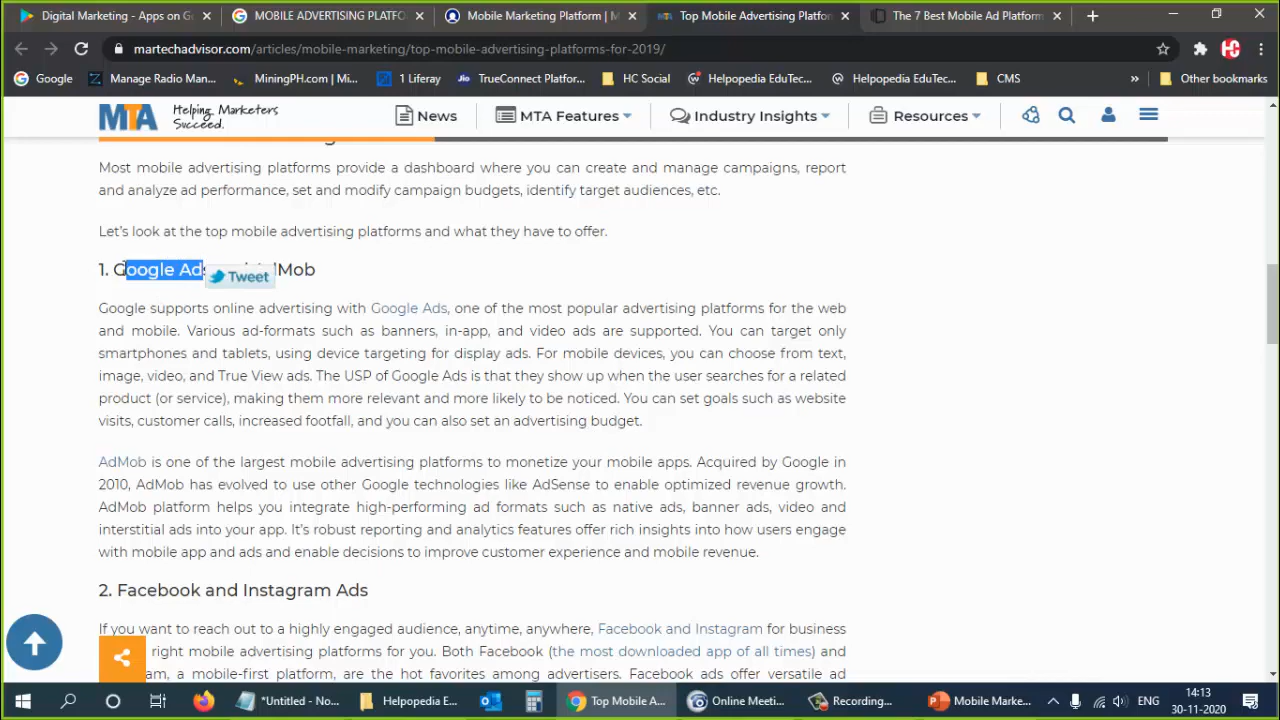 Digital Marketing - Apps on G
MOBILE ADVERTISING PLATFO
Mobile Marketing Platform | M
Top Mobile Advertising Platfor
The 7 Best Mobile Ad Platform
martechadvisor.com/articles/mobile-marketing/top-mobile-advertising-platforms-for-2019/
Google
Manage Radio Man...
MiningPH.com | Mi...
1 Liferay
TrueConnect Platfor...
HC Social
Helpopedia EduTec...
Helpopedia EduTec...
CMS
»
Other bookmarks
MTA
Helping Marketers
Succeed.
News
MTA Features
Industry Insights
Resources
Most mobile advertising platforms provide a dashboard where you can create and manage campaigns, report
and analyze ad performance, set and modify campaign budgets, identify target audiences, etc.
Let's look at the top mobile advertising platforms and what they have to offer.
1. Google Ads Mob
Tweet
Google supports online advertising with Google Ads, one of the most popular advertising platforms for the web
and mobile. Various ad-formats such as banners, in-app, and video ads are supported. You can target only
smartphones and tablets, using device targeting for display ads. For mobile devices, you can choose from text,
image, video, and True View ads. The USP of Google Ads is that they show up when the user searches for a related
product (or service), making them more relevant and more likely to be noticed. You can set goals such as website
visits, customer calls, increased footfall, and you can also set an advertising budget.
AdMob is one of the largest mobile advertising platforms to monetize your mobile apps. Acquired by Google in
2010, AdMob has evolved to use other Google technologies like AdSense to enable optimized revenue growth.
AdMob platform helps you integrate high-performing ad formats such as native ads, banner ads, video and
interstitial ads into your app. It's robust reporting and analytics features offer rich insights into how users engage
with mobile app and ads and enable decisions to improve customer experience and mobile revenue.
2. Facebook and Instagram Ads
If you want to reach out to a highly engaged audience, anytime, anywhere, Facebook and Instagram for business
right mobile advertising platforms for you. Both Facebook (the most downloaded app of all times) and
am, a mobile-first platform, are the hot favorites among advertisers. Facebook ads offer versatile ad
*Untitled - No...
Helpopedia E...
Top Mobile A...
Online Meeti...
Recording...
Mobile Marke...
ENG
14:13
30-11-2020